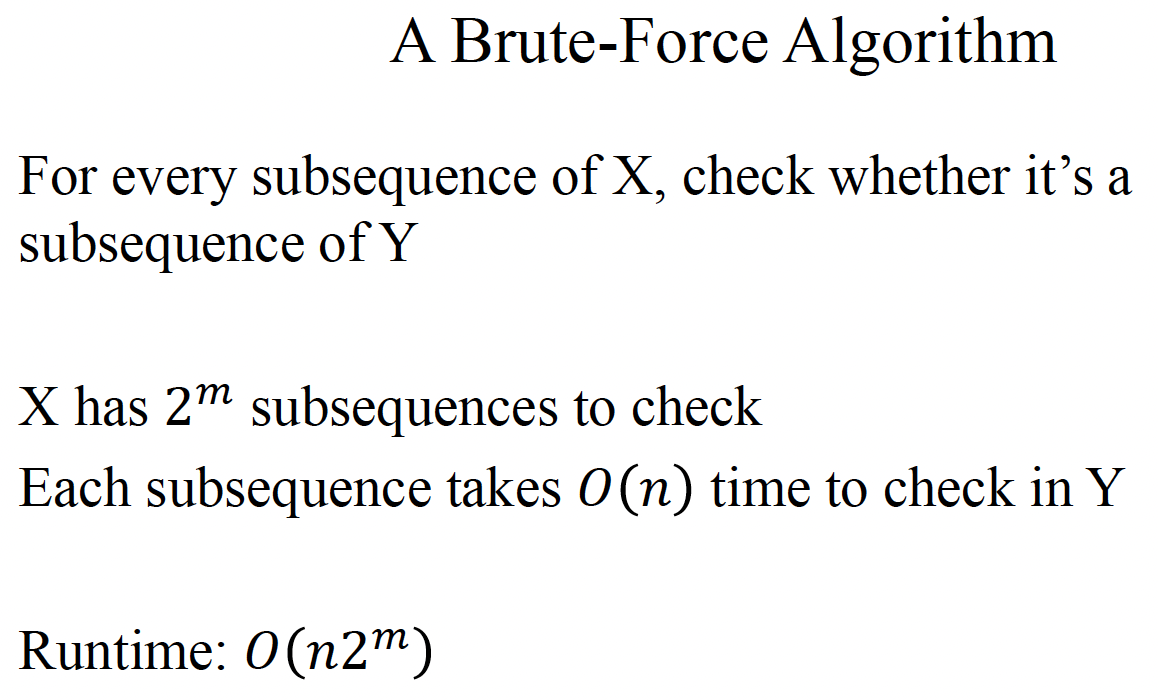 A Brute-Force Algorithm
For every subsequence of X, check whether it’s a
subsequence of Y
X has $2^m$ subsequences to check
Each subsequence takes $O(n)$ time to check in Y
Runtime: $O(n2^m)$